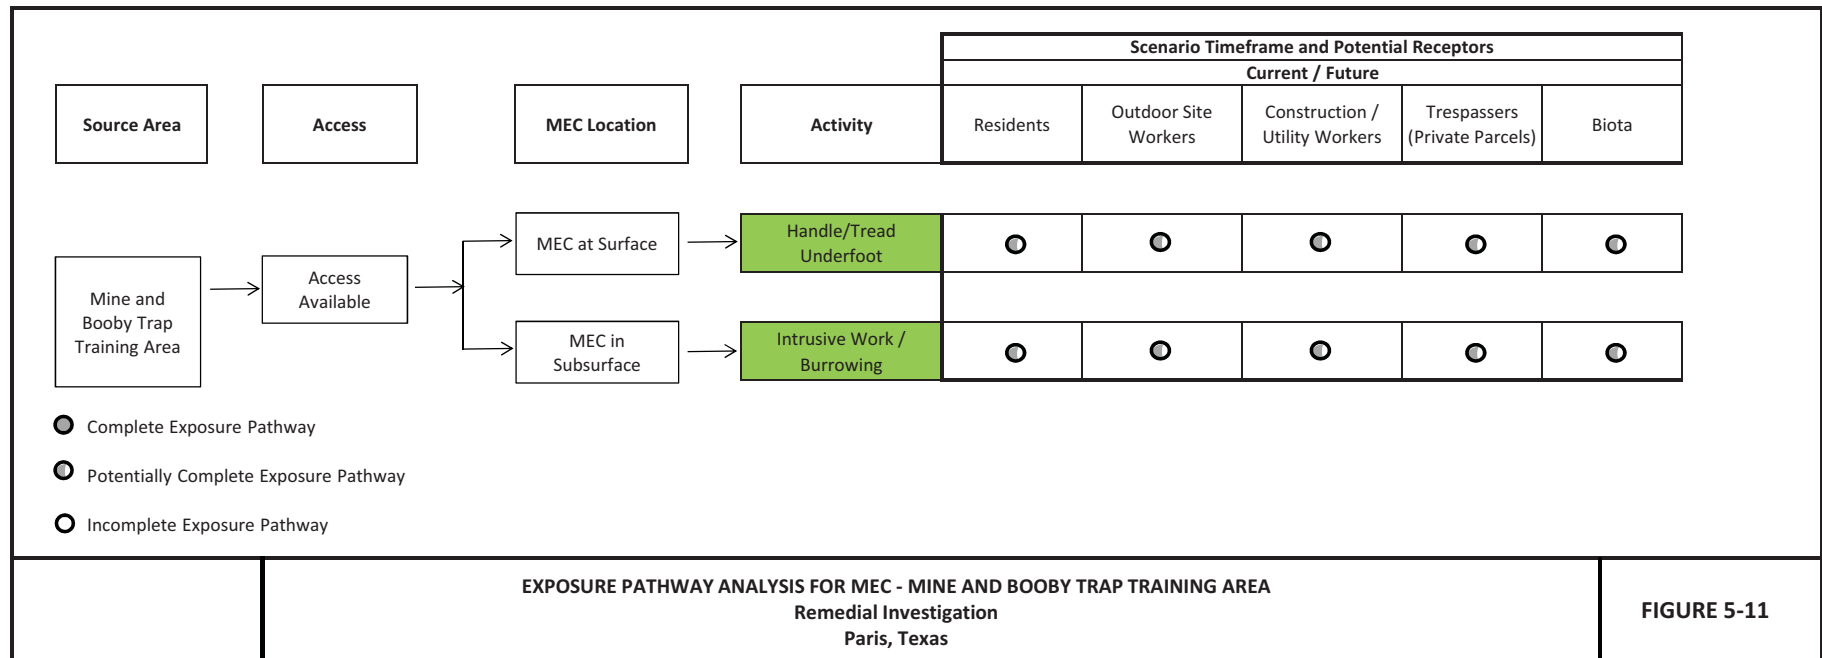 Scenario Timeframe and Potential Receptors
Current / Future
Source Area
Access
MEC Location
Activity
Residents
Outdoor Site
Workers
Construction /
Utility Workers
Trespassers
(Private Parcels)
Biota
Mine and
Booby Trap
Training Area
Access
Available
MEC at Surface
Handle/Tread
Underfoot
MEC in
Subsurface
Intrusive Work /
Burrowing
Complete Exposure Pathway
Potentially Complete Exposure Pathway
Incomplete Exposure Pathway
EXPOSURE PATHWAY ANALYSIS FOR MEC - MINE AND BOOBY TRAP TRAINING AREA
Remedial Investigation
Paris, Texas
FIGURE 5-11